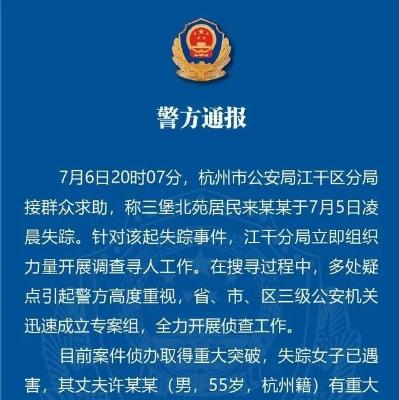 警方通报
7月6日20时07分，杭州市公安局江干区分局
接群众求助，称三堡北苑居民来某某于7月5日凌
晨失踪。针对该起失踪事件，江干分局立即组织
力量开展调查寻人工作。在搜寻过程中，多处疑
点引起警方高度重视，省、市、区三级公安机关
迅速成立专案组，全力开展侦查工作。
目前案件侦办取得重大突破，失踪女子已遇
害，其丈夫许某某（男，55岁，杭州籍）有重大